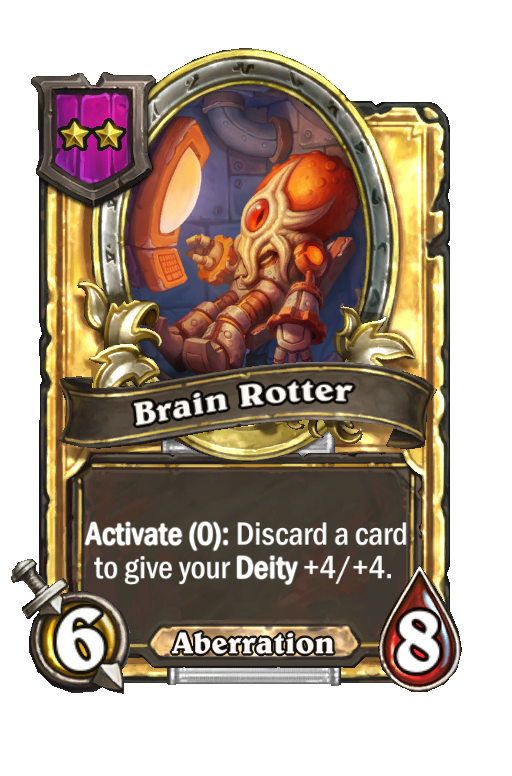 Brain Rotter
Activate (0): Discard a card
to give your Deity +4/+4.
6
Aberration
8